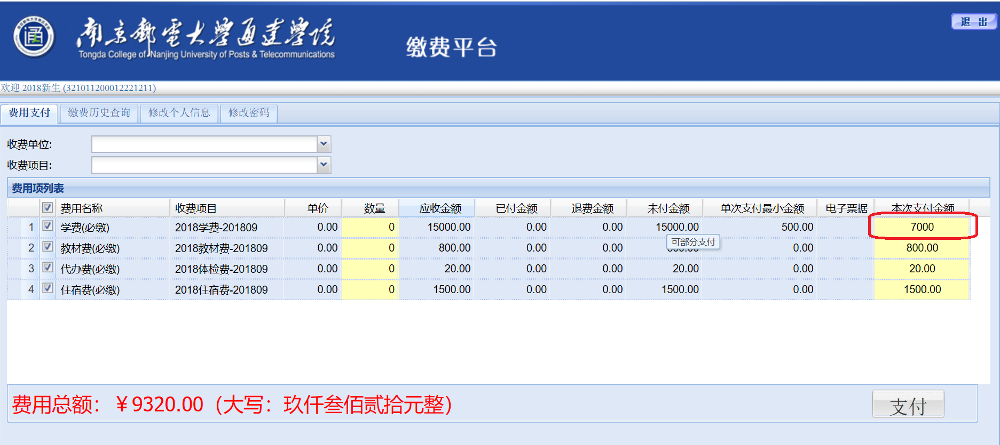 通
南京邮电大学通达学院
Tongda College of Nanjing University of Posts & Telecommunications
缴费平台
退 出
欢迎 2018新生 (321011200012221211)
费用支付 缴费历史查询 修改个人信息 修改密码
收费单位:
收费项目:
费用项列表
费用名称 收费项目 单价 数量 应收金额 已付金额 退费金额 未付金额 单次支付最小金额 电子票据 本次支付金额
1 学费(必缴) 2018学费-201809 0.00 0 15000.00 0.00 0.00 15000.00 500.00 7000
可部分支付
2 教材费(必缴) 2018教材费-201809 0.00 0 800.00 0.00 0.00 0.00 800.00
3 代办费(必缴) 2018体检费-201809 0.00 0 20.00 0.00 0.00 20.00 0.00 20.00
4 住宿费(必缴) 2018住宿费-201809 0.00 0 1500.00 0.00 0.00 1500.00 0.00 1500.00
费用总额：￥9320.00（大写：玖仟叁佰贰拾元整）
支付